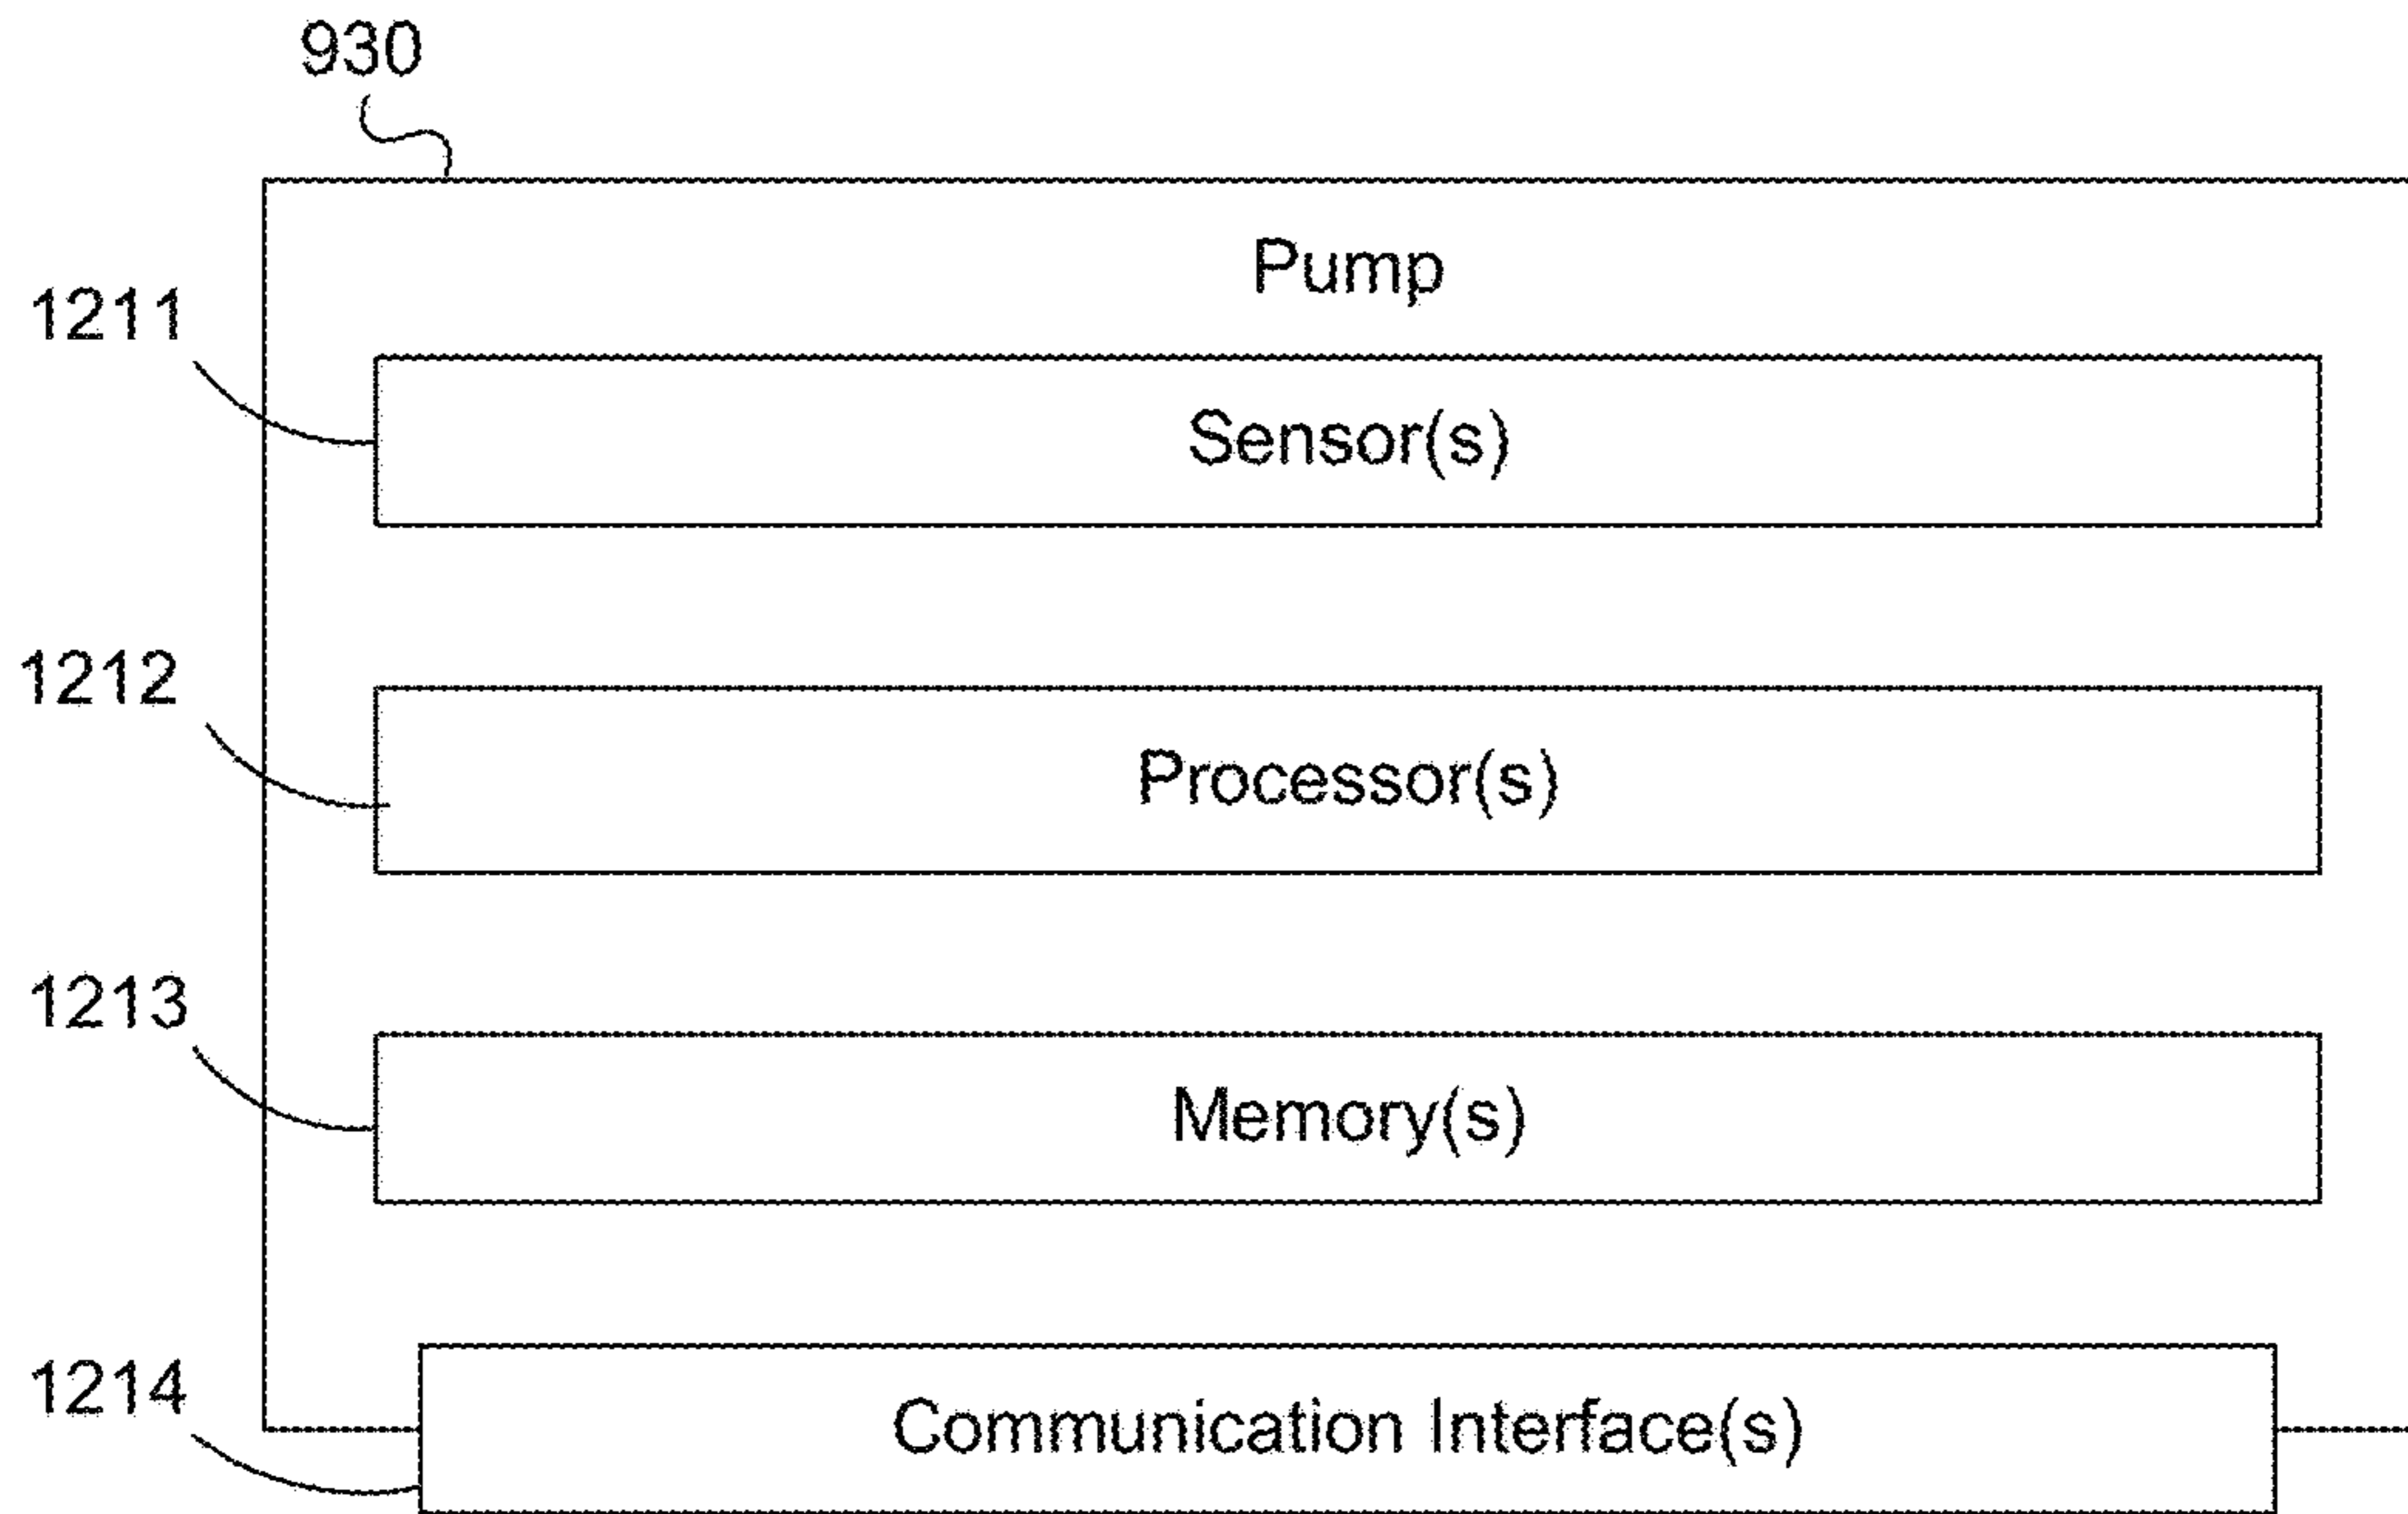 930
Pump
1211
Sensor(s)
1212
Processor(s)
1213
Memory(s)
1214
Communication Interface(s)